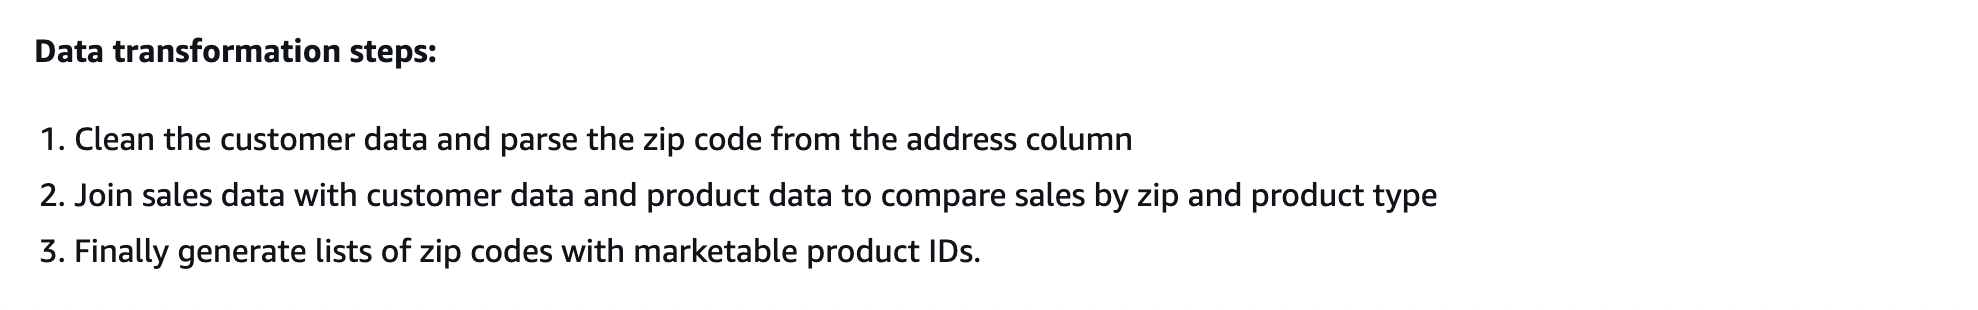 Data transformation steps:
1. Clean the customer data and parse the zip code from the address column
2. Join sales data with customer data and product data to compare sales by zip and product type
3. Finally generate lists of zip codes with marketable product IDs.